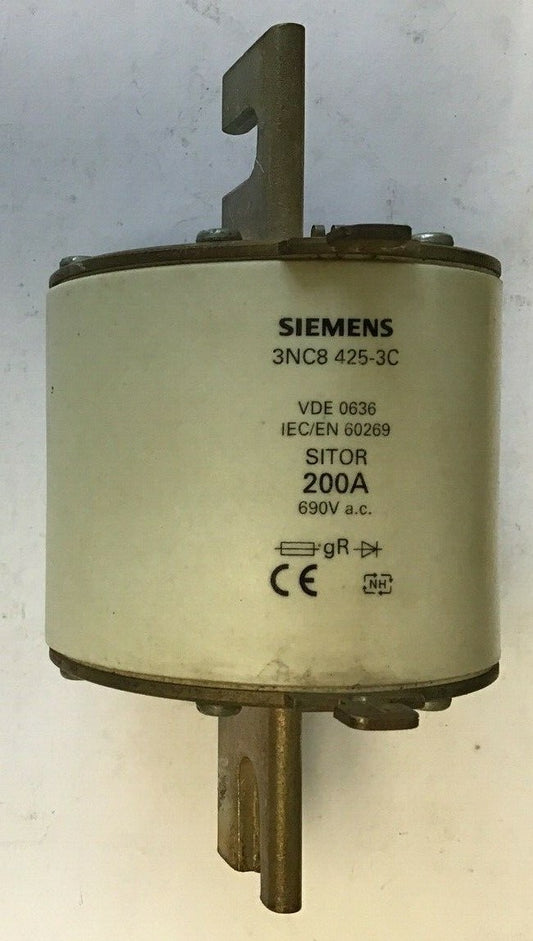 SIEMENS
3NC8 425-3C
VDE 0636
IEC/EN 60269
SITOR
200A
690V a.c.
gR
CE
NH